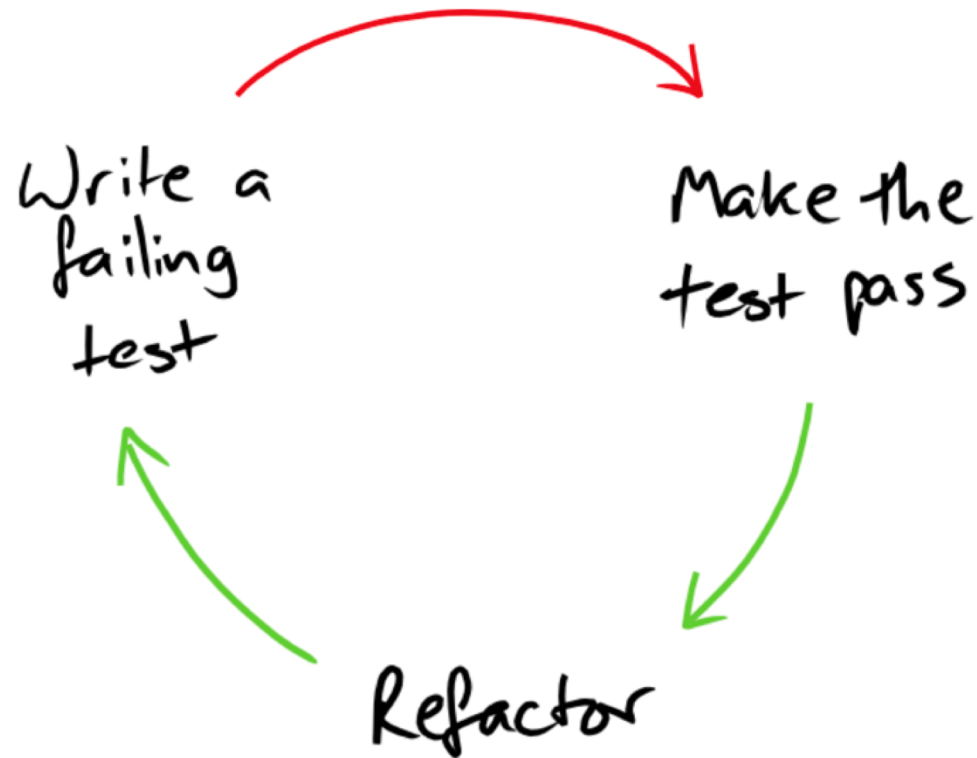 Write a
failing
test
Make the
test pass
Refactor